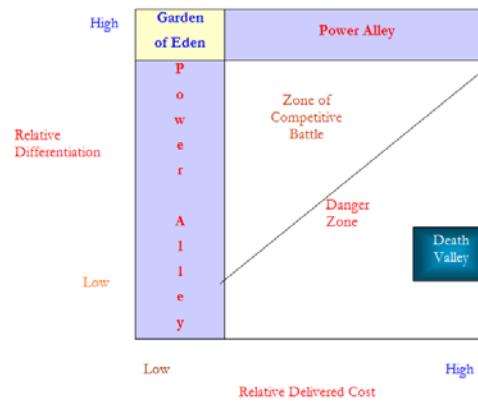 High
Garden
of Eden
Power Alley
P
o
w
e
r
A
l
l
e
y
Zone of
Competitive
Battle
Relative
Differentiation
Danger
Zone
Death
Valley
Low
Low
High
Relative Delivered Cost